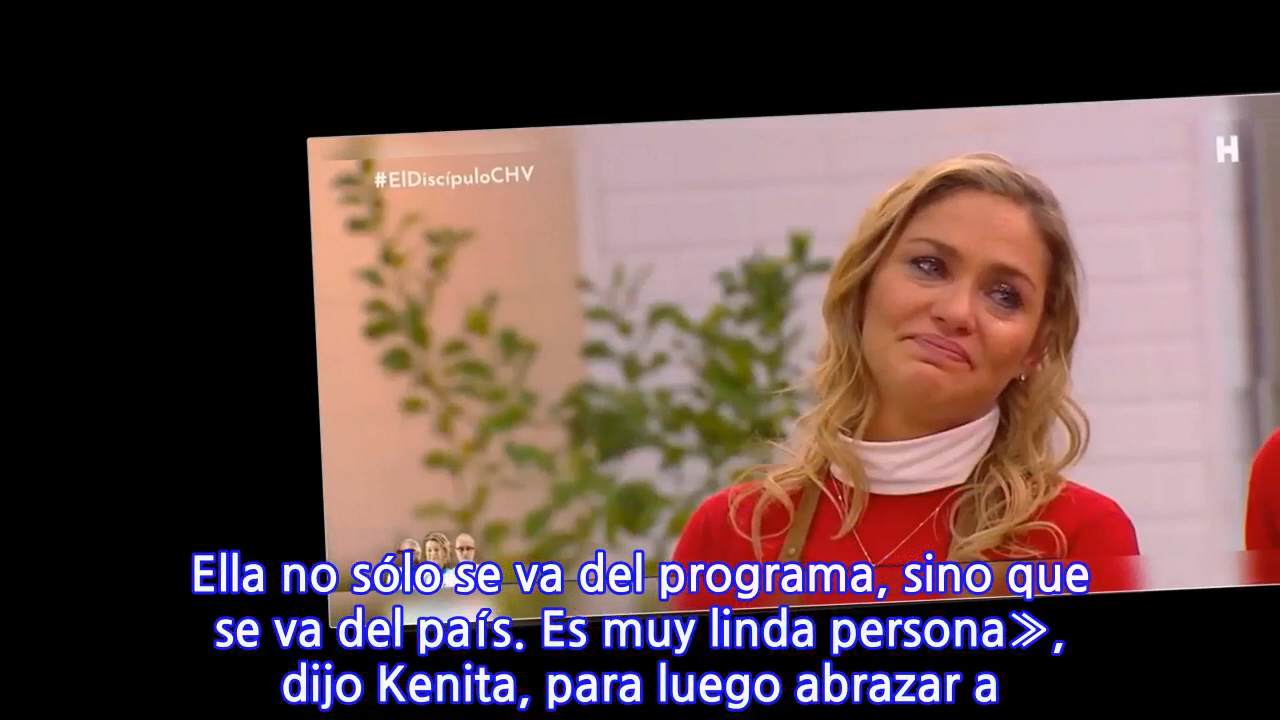 #ElDiscípuloCHV
H
Ella no sólo se va del programa, sino que
se va del país. Es muy linda persona≫,
dijo Kenita, para luego abrazar a